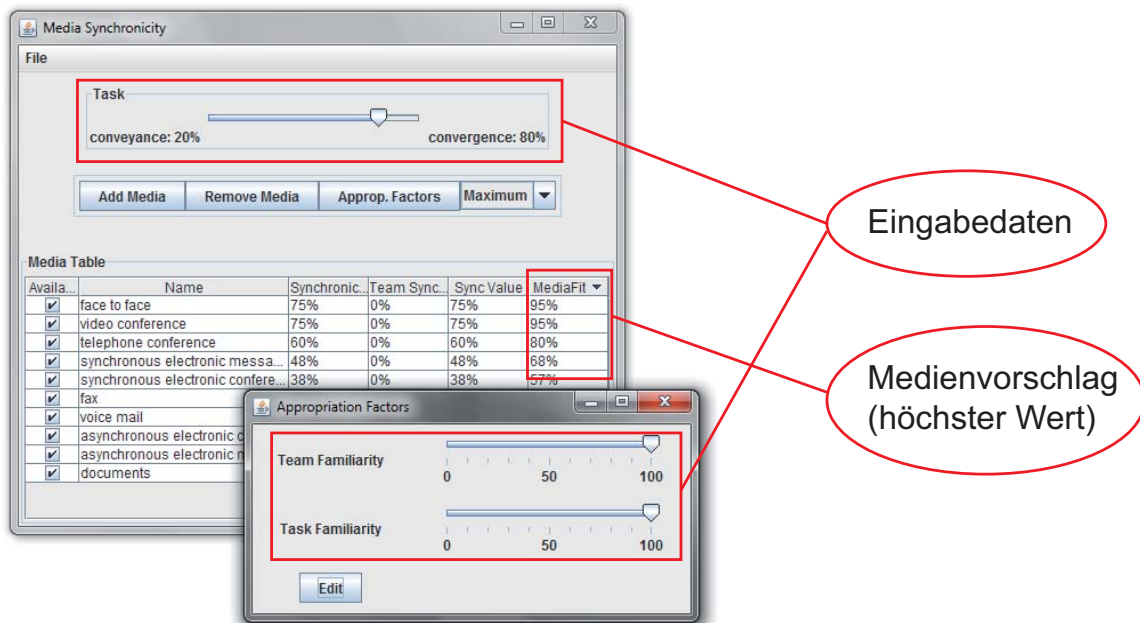 Media Synchronicity
File
Task
conveyance: 20% convergence: 80%
Add Media Remove Media Approp. Factors Maximum
Media Table
Availa... Name Synchronic... Team Sync... Sync Value MediaFit
face to face 75% 0% 75% 95%
video conference 75% 0% 75% 95%
telephone conference 60% 0% 60% 80%
synchronous electronic messa... 48% 0% 48% 68%
synchronous electronic confere... 38% 0% 38% 57%
fax
voice mail
asynchronous electronic
asynchronous electronic
documents
Appropriation Factors
Team Familiarity
0 50 100
Task Familiarity
0 50 100
Edit
Eingabedaten
Medienvorschlag
(höchster Wert)